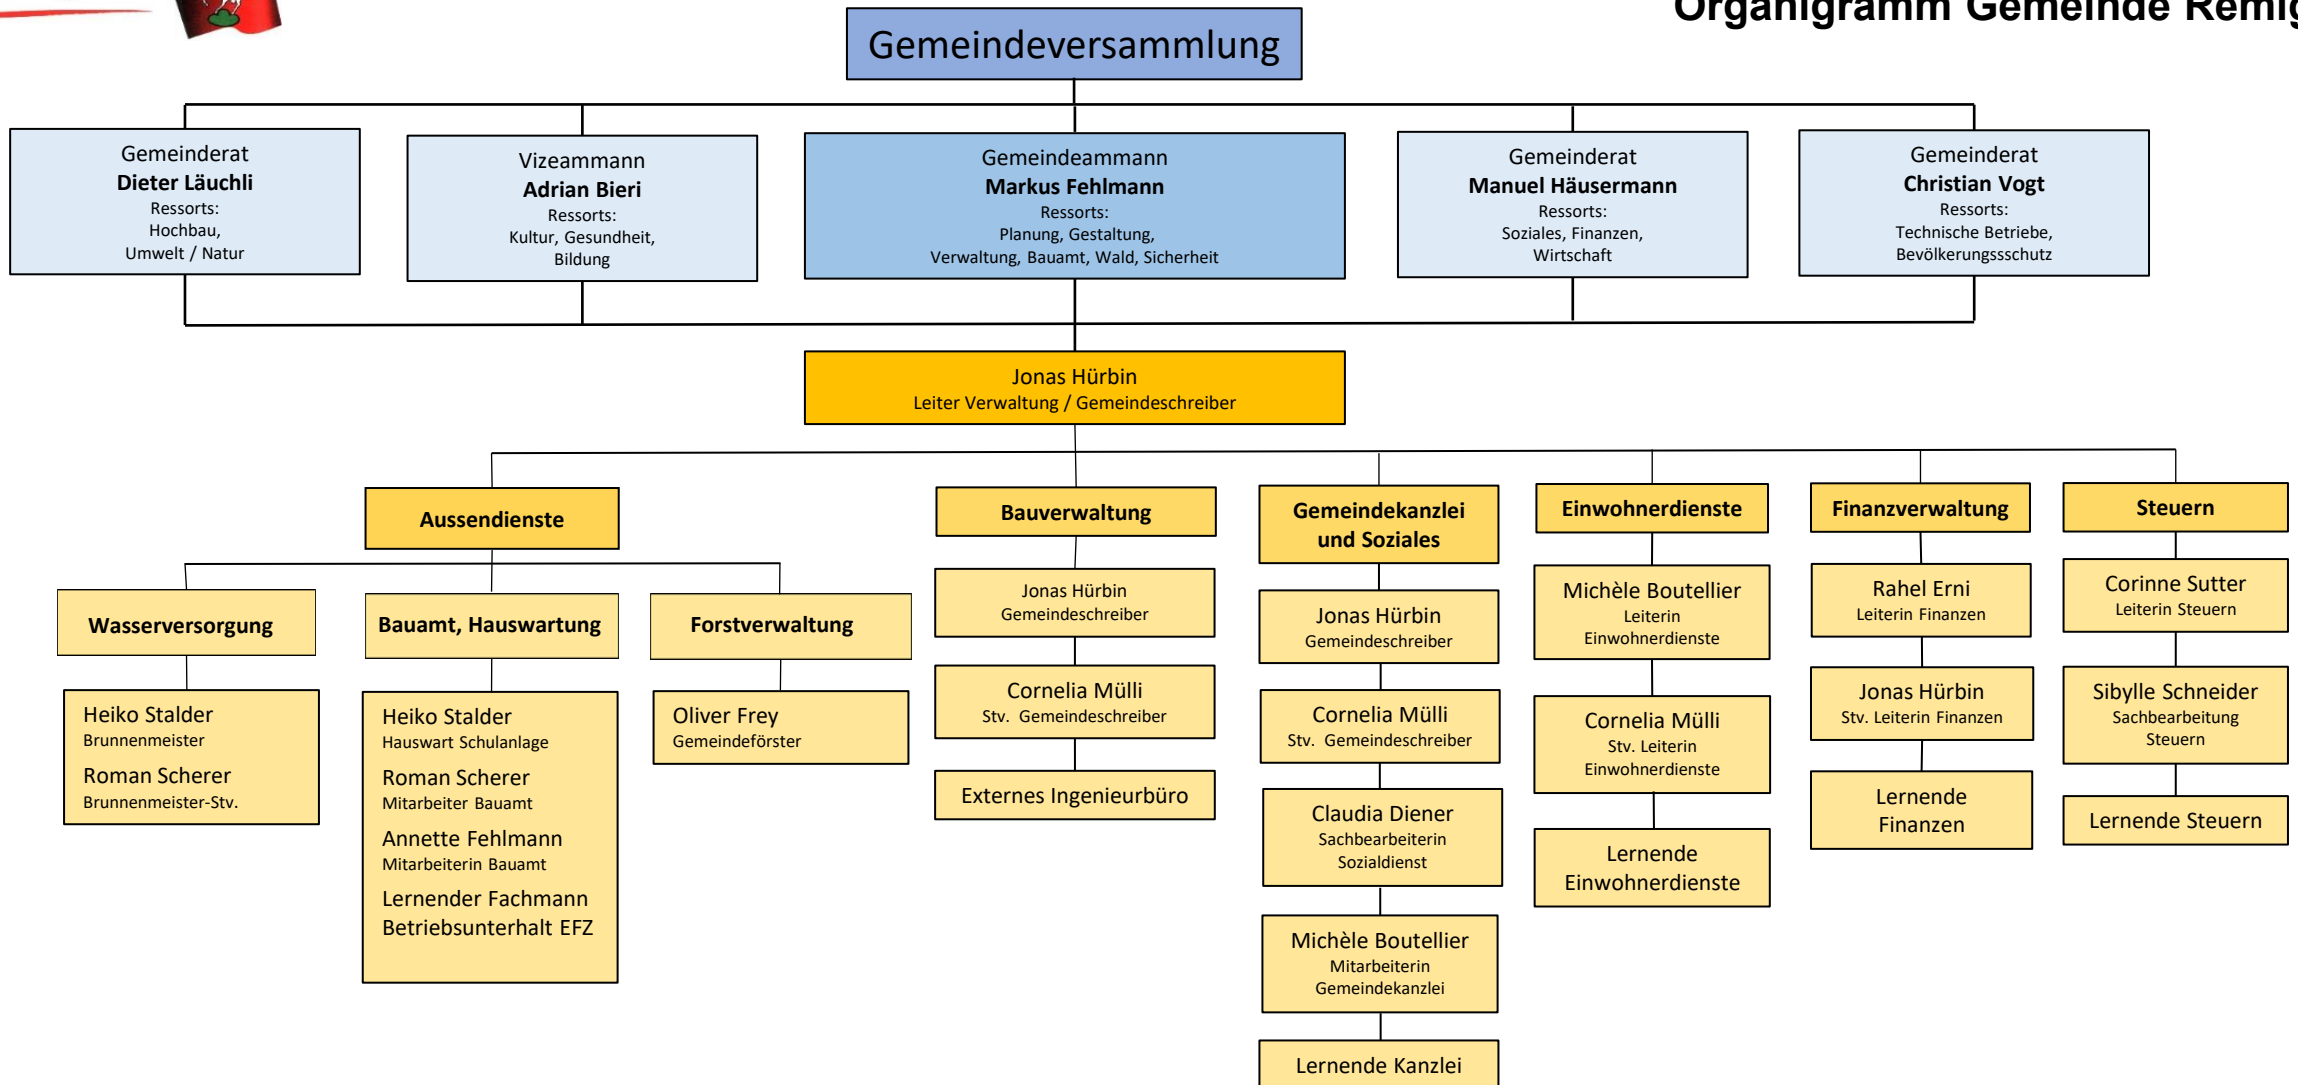 Organigramm Gemeinde Remig
Gemeindeversammlung
Gemeinderat
Dieter Läuchli
Ressorts:
Hochbau,
Umwelt / Natur
Vizeammann
Adrian Bieri
Ressorts:
Kultur, Gesundheit,
Bildung
Gemeindeammann
Markus Fehlmann
Ressorts:
Planung, Gestaltung,
Verwaltung, Bauamt, Wald, Sicherheit
Gemeinderat
Manuel Häusermann
Ressorts:
Soziales, Finanzen,
Wirtschaft
Gemeinderat
Christian Vogt
Ressorts:
Technische Betriebe,
Bevölkerungssschutz
Jonas Hürbin
Leiter Verwaltung / Gemeindeschreiber
Aussendienste
Wasserversorgung
Heiko Stalder
Brunnenmeister
Roman Scherer
Brunnenmeister-Stv.
Bauamt, Hauswartung
Heiko Stalder
Hauswart Schulanlage
Roman Scherer
Mitarbeiter Bauamt
Annette Fehlmann
Mitarbeiterin Bauamt
Lernender Fachmann
Betriebsunterhalt EFZ
Forstverwaltung
Oliver Frey
Gemeindeförster
Bauverwaltung
Jonas Hürbin
Gemeindeschreiber
Cornelia Mülli
Stv. Gemeindeschreiber
Externes Ingenieurbüro
Gemeindekanzlei
und Soziales
Jonas Hürbin
Gemeindeschreiber
Cornelia Mülli
Stv. Gemeindeschreiber
Claudia Diener
Sachbearbeiterin
Sozialdienst
Michèle Boutellier
Mitarbeiterin
Gemeindekanzlei
Lernende Kanzlei
Einwohnerdienste
Michèle Boutellier
Leiterin
Einwohnerdienste
Cornelia Mülli
Stv. Leiterin
Einwohnerdienste
Lernende
Einwohnerdienste
Finanzverwaltung
Rahel Erni
Leiterin Finanzen
Jonas Hürbin
Stv. Leiterin Finanzen
Lernende
Finanzen
Steuern
Corinne Sutter
Leiterin Steuern
Sibylle Schneider
Sachbearbeitung
Steuern
Lernende Steuern